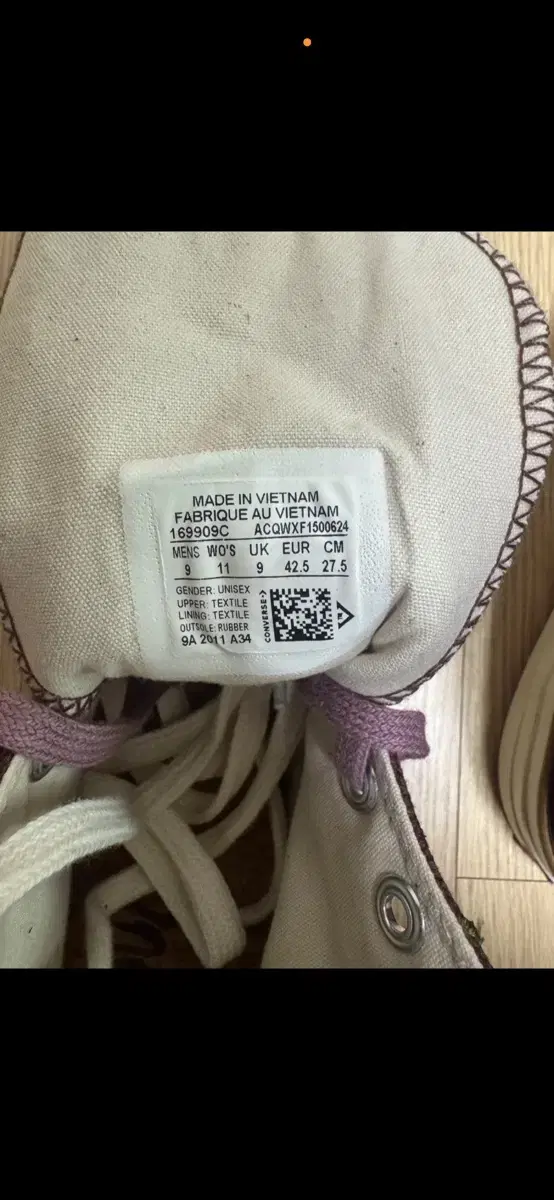 MADE IN VIETNAM
FABRIQUE AU VIETNAM
169909C ACQWXF1500624
MENS WO'S UK EUR CM
9 11 9 42.5 27.5
GENDER: UNISEX
UPPER: TEXTILE
LINING: TEXTILE
OUTSOLE: RUBBER
9A 2011 A34
CONVERSE